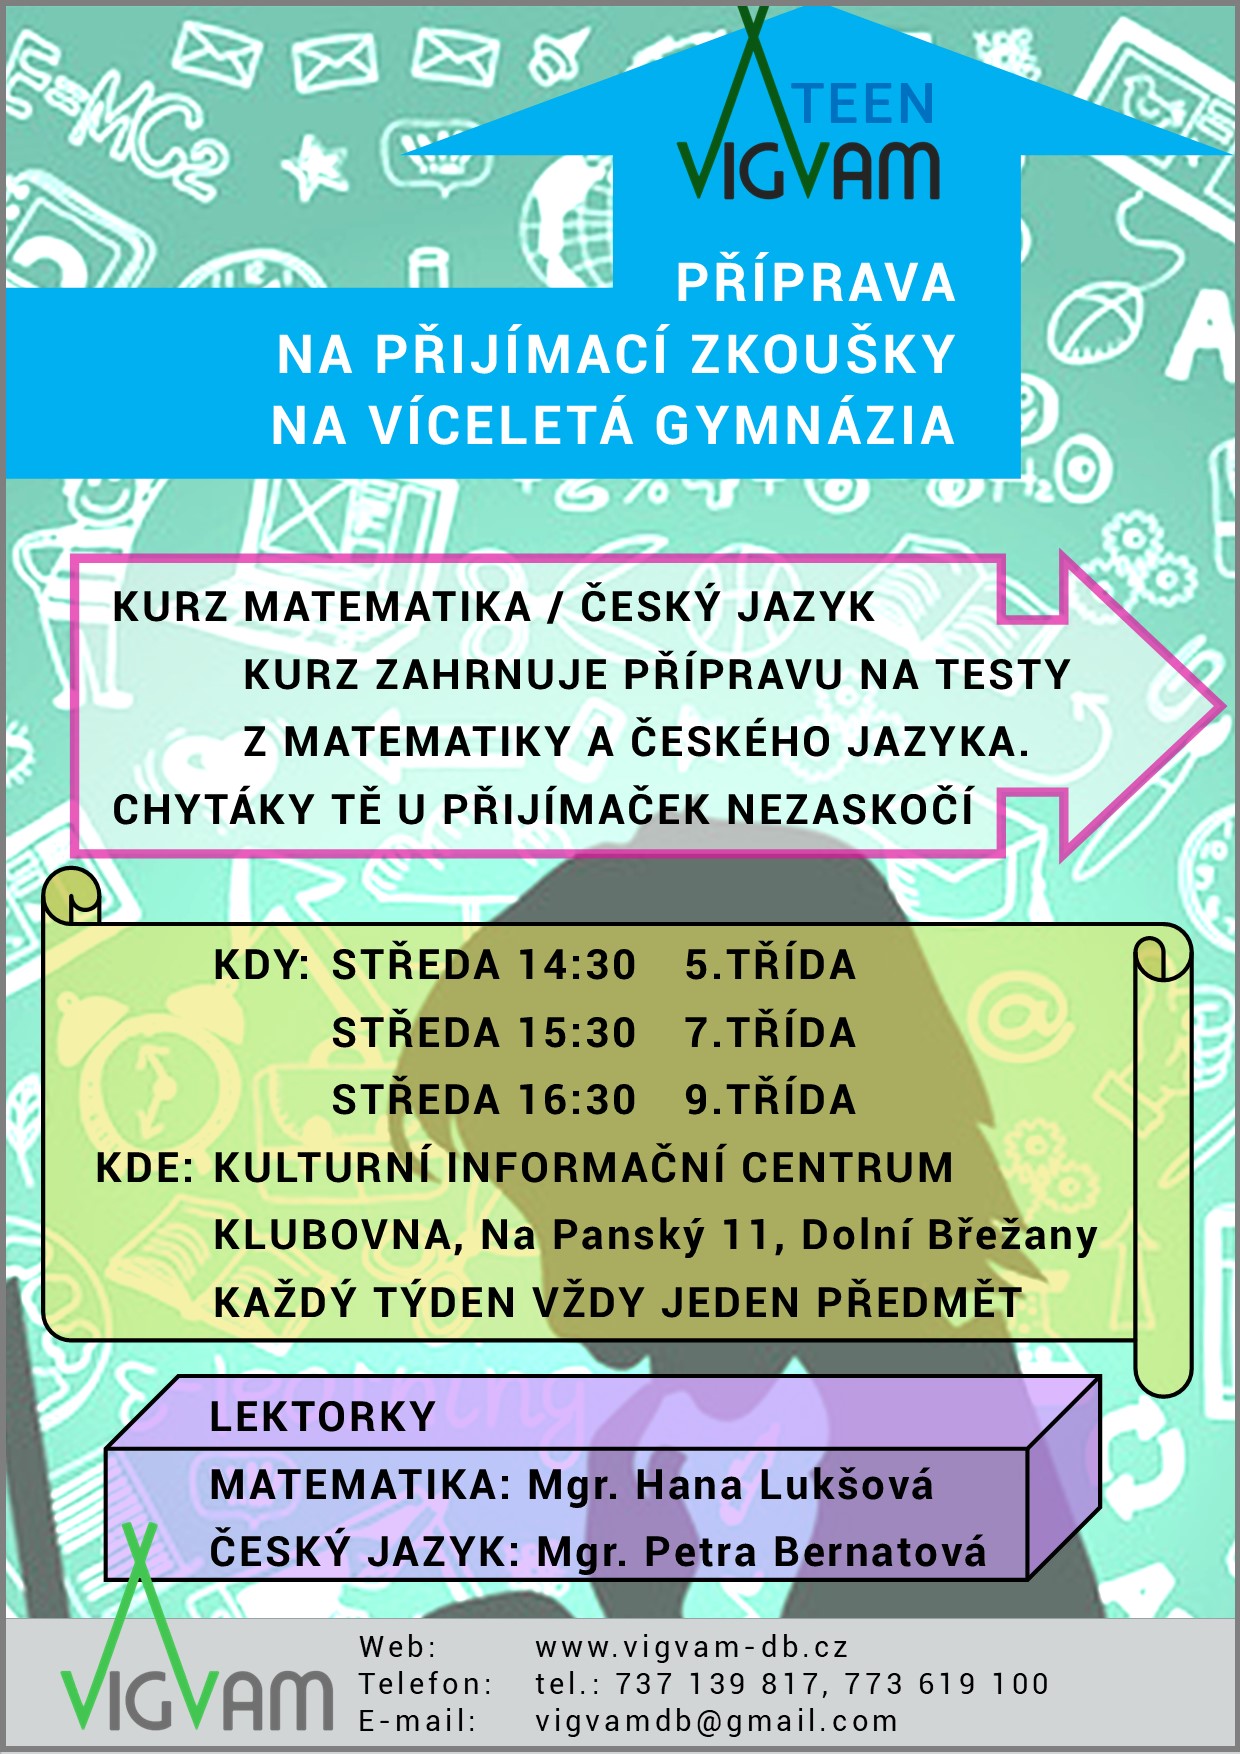 E=MC2
TEEN
VIGVAM
PŘÍPRAVA
NA PŘIJÍMACÍ ZKOUŠKY
NA VÍCELETÁ GYMNÁZIA
KURZ MATEMATIKA / ČESKÝ JAZYK
KURZ ZAHRNUJE PŘÍPRAVU NA TESTY
Z MATEMATIKY A ČESKÉHO JAZYKA.
CHYTÁKY TĚ U PŘIJÍMAČEK NEZASKOČÍ
KDY: STŘEDA 14:30 5.TŘÍDA
STŘEDA 15:30 7.TŘÍDA
STŘEDA 16:30 9.TŘÍDA
KDE: KULTURNÍ INFORMAČNÍ CENTRUM
KLUBOVNA, Na Panský 11, Dolní Břežany
KAŽDÝ TÝDEN VŽDY JEDEN PŘEDMĚT
E-learning
LEKTORKY
MATEMATIKA: Mgr. Hana Lukšová
ČESKÝ JAZYK: Mgr. Petra Bernatová
VIGVAM
Web: www.vigvam-db.cz
Telefon: tel.: 737 139 817, 773 619 100
E-mail: vigvamdb@gmail.com